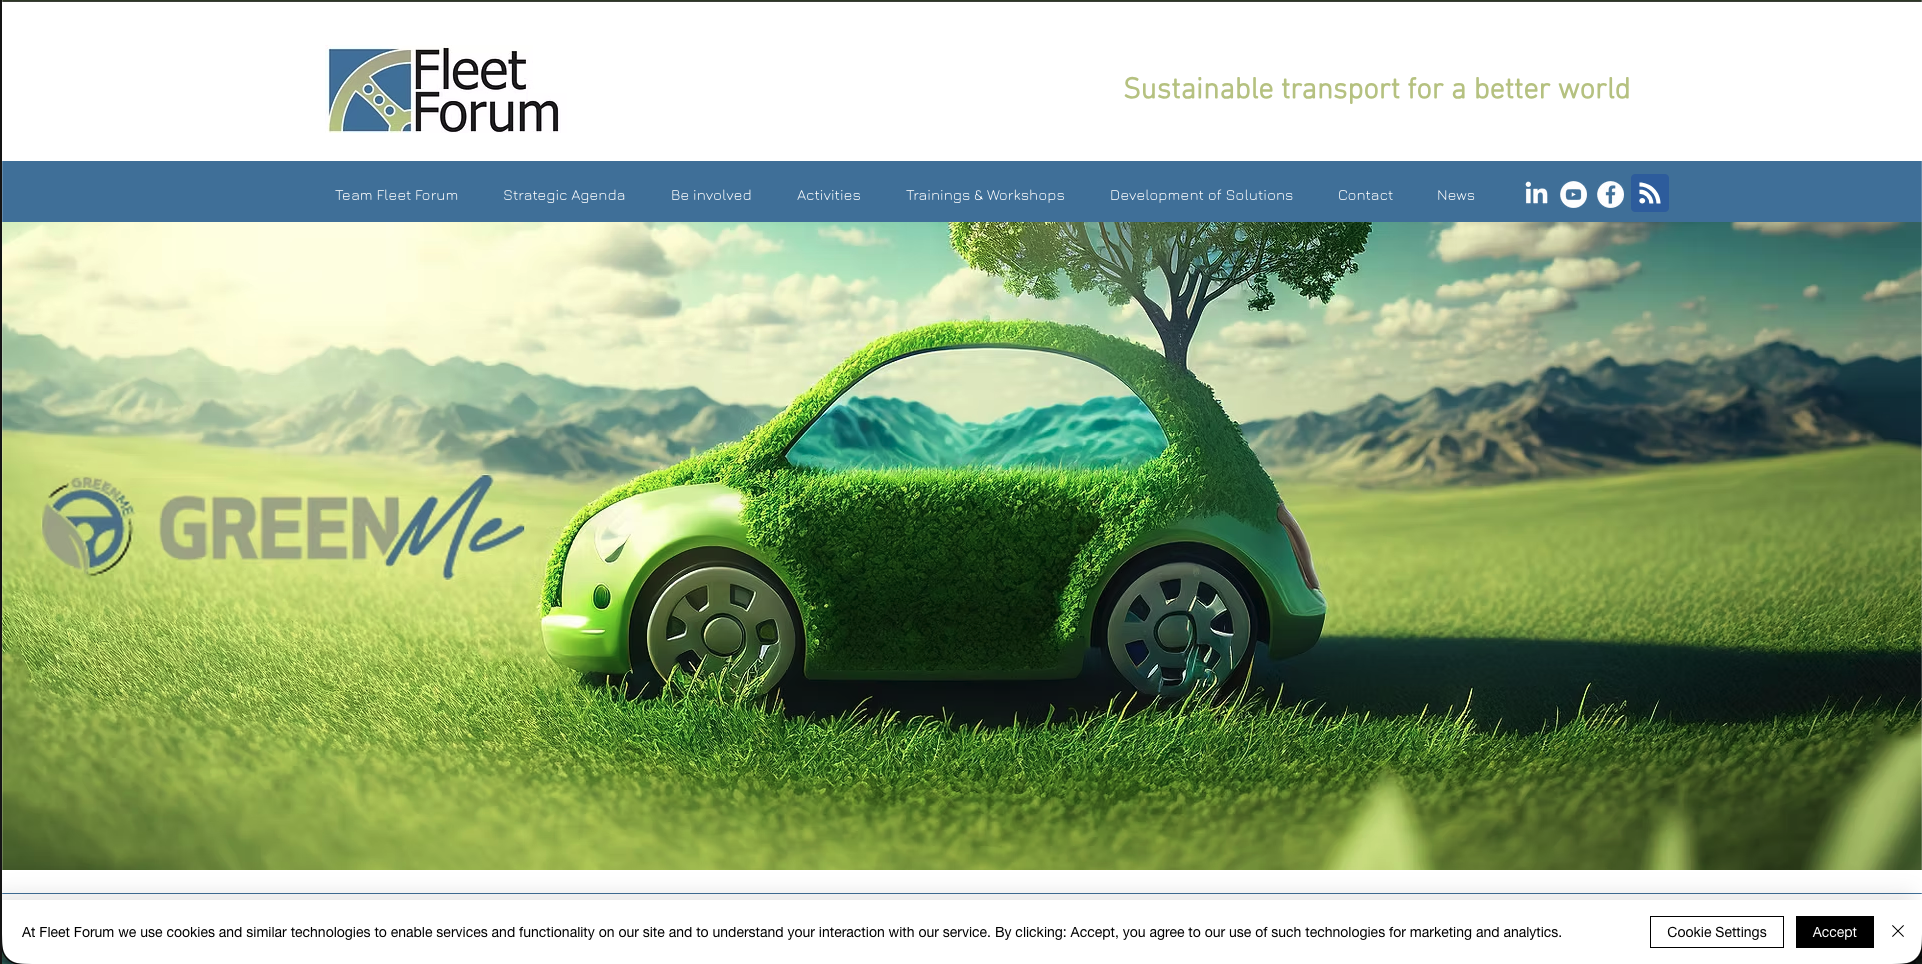 Fleet
Forum
Sustainable transport for a better world
Team Fleet Forum
Strategic Agenda
Be involved
Activities
Trainings & Workshops
Development of Solutions
Contact
News
in
GREENME
GREENMe
At Fleet Forum we use cookies and similar technologies to enable services and functionality on our site and to understand your interaction with our service. By clicking: Accept, you agree to our use of such technologies for marketing and analytics.
Cookie Settings
Accept